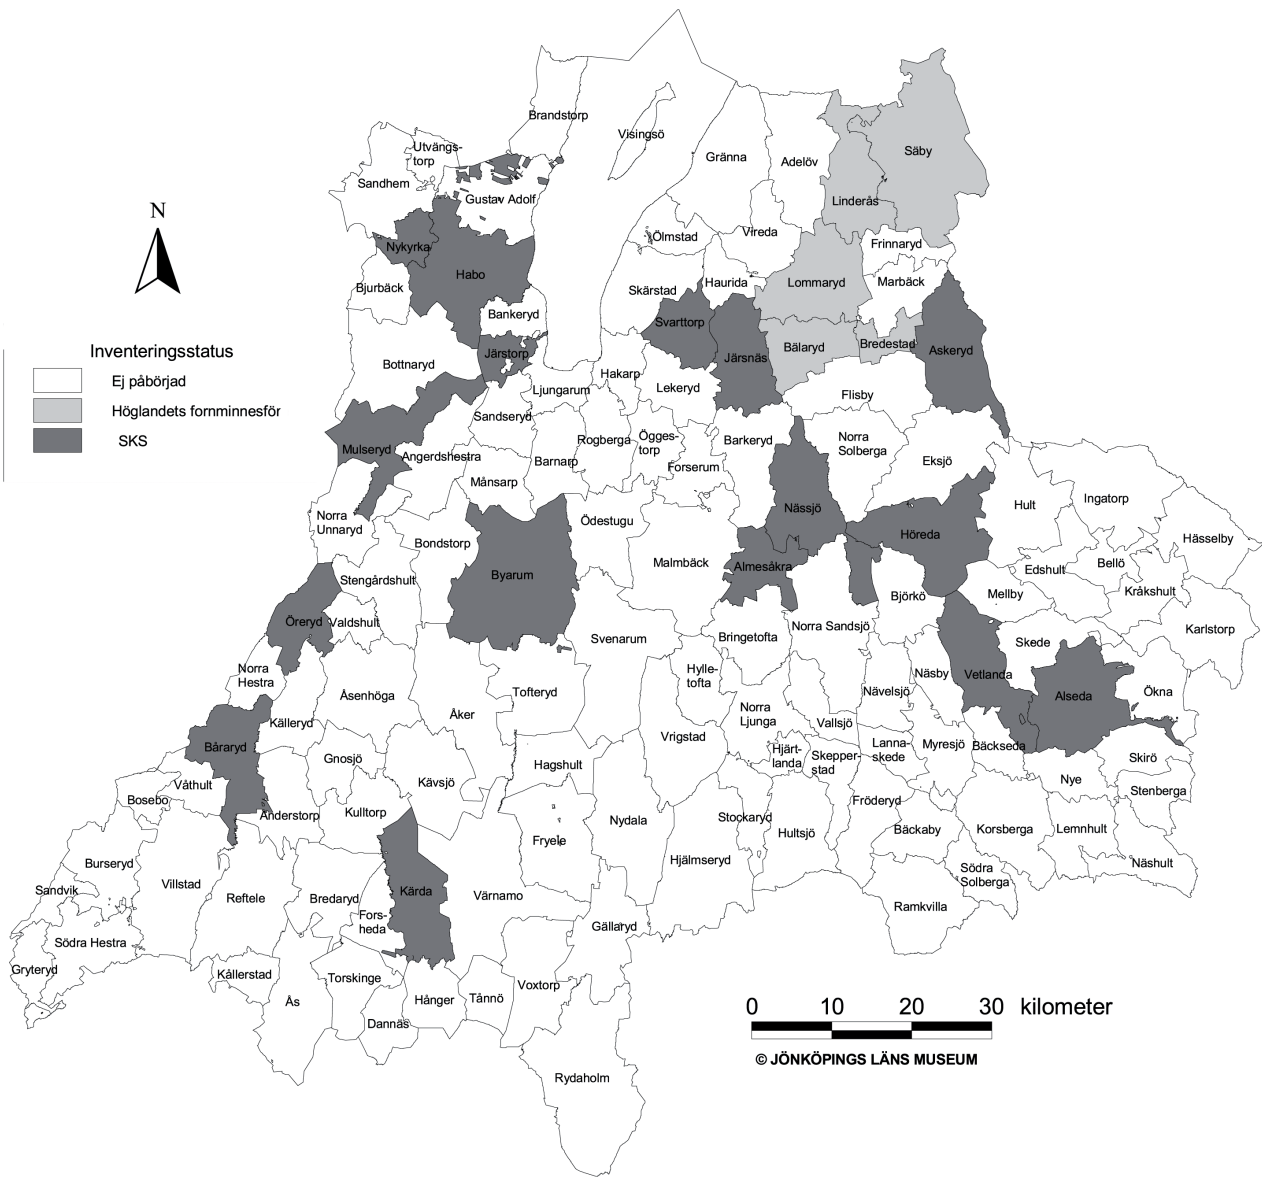 Brandstorp
Visingsö
Utvängs-
torp
Gränna
Adelöv
Säby
Sandhem
Gustav Adolf
Linderås
N
Ölmstad
Vireda
Frinnaryd
Nykyrka
Habo
Bjurbäck
Skärstad
Haurida
Lommaryd
Marbäck
Bankeryd
Svarttorp
Inventeringsstatus
Ej påbörjad
Höglandets fornminnesför
SKS
Bottnaryd
Järstorp
Järsnäs
Bälaryd
Bredestad
Askeryd
Hakarp
Ljungarum
Lekeryd
Flisby
Sandseryd
Mulseryd
Angerdshestra
Barnarp
Rogberga
Ögges-
torp
Forserum
Barkeryd
Norra
Solberga
Eksjö
Månsarp
Norra
Unnaryd
Ödestugu
Nässjö
Hult
Ingatorp
Bondstorp
Höreda
Hässelby
Stengårdshult
Byarum
Malmbäck
Almesåkra
Edshult
Bellö
Björkö
Mellby
Kråkshult
Öreryd
Valdshult
Svenarum
Bringetofta
Norra Sandsjö
Skede
Karlstorp
Norra
Hestra
Åsenhöga
Tofteryd
Hylle-
tofta
Näsby
Vetlanda
Alseda
Ökna
Nävelsjö
Åker
Norra
Ljunga
Vallsjö
Källeryd
Båraryd
Vrigstad
Gnosjö
Hagshult
Hjärt-
landa
Skepper-
stad
Lanna-
skede
Myresjö
Bäckseda
Skirö
Våthult
Kävsjö
Nye
Stenberga
Bosebo
Anderstorp
Kulltorp
Fröderyd
Nydala
Stockaryd
Hultsjö
Bäckaby
Korsberga
Lemnhult
Fryele
Hjälmseryd
Burseryd
Näshult
Sandvik
Villstad
Reftele
Bredaryd
Kärda
Värnamo
Södra
Solberga
Fors-
heda
Ramkvilla
Gällaryd
Södra Hestra
Gryteryd
Kållerstad
Torskinge
Ås
Hånger
Tånnö
Voxtorp
Dannäs
Rydaholm
0 10 20 30 kilometer
© JÖNKÖPINGS LÄNS MUSEUM